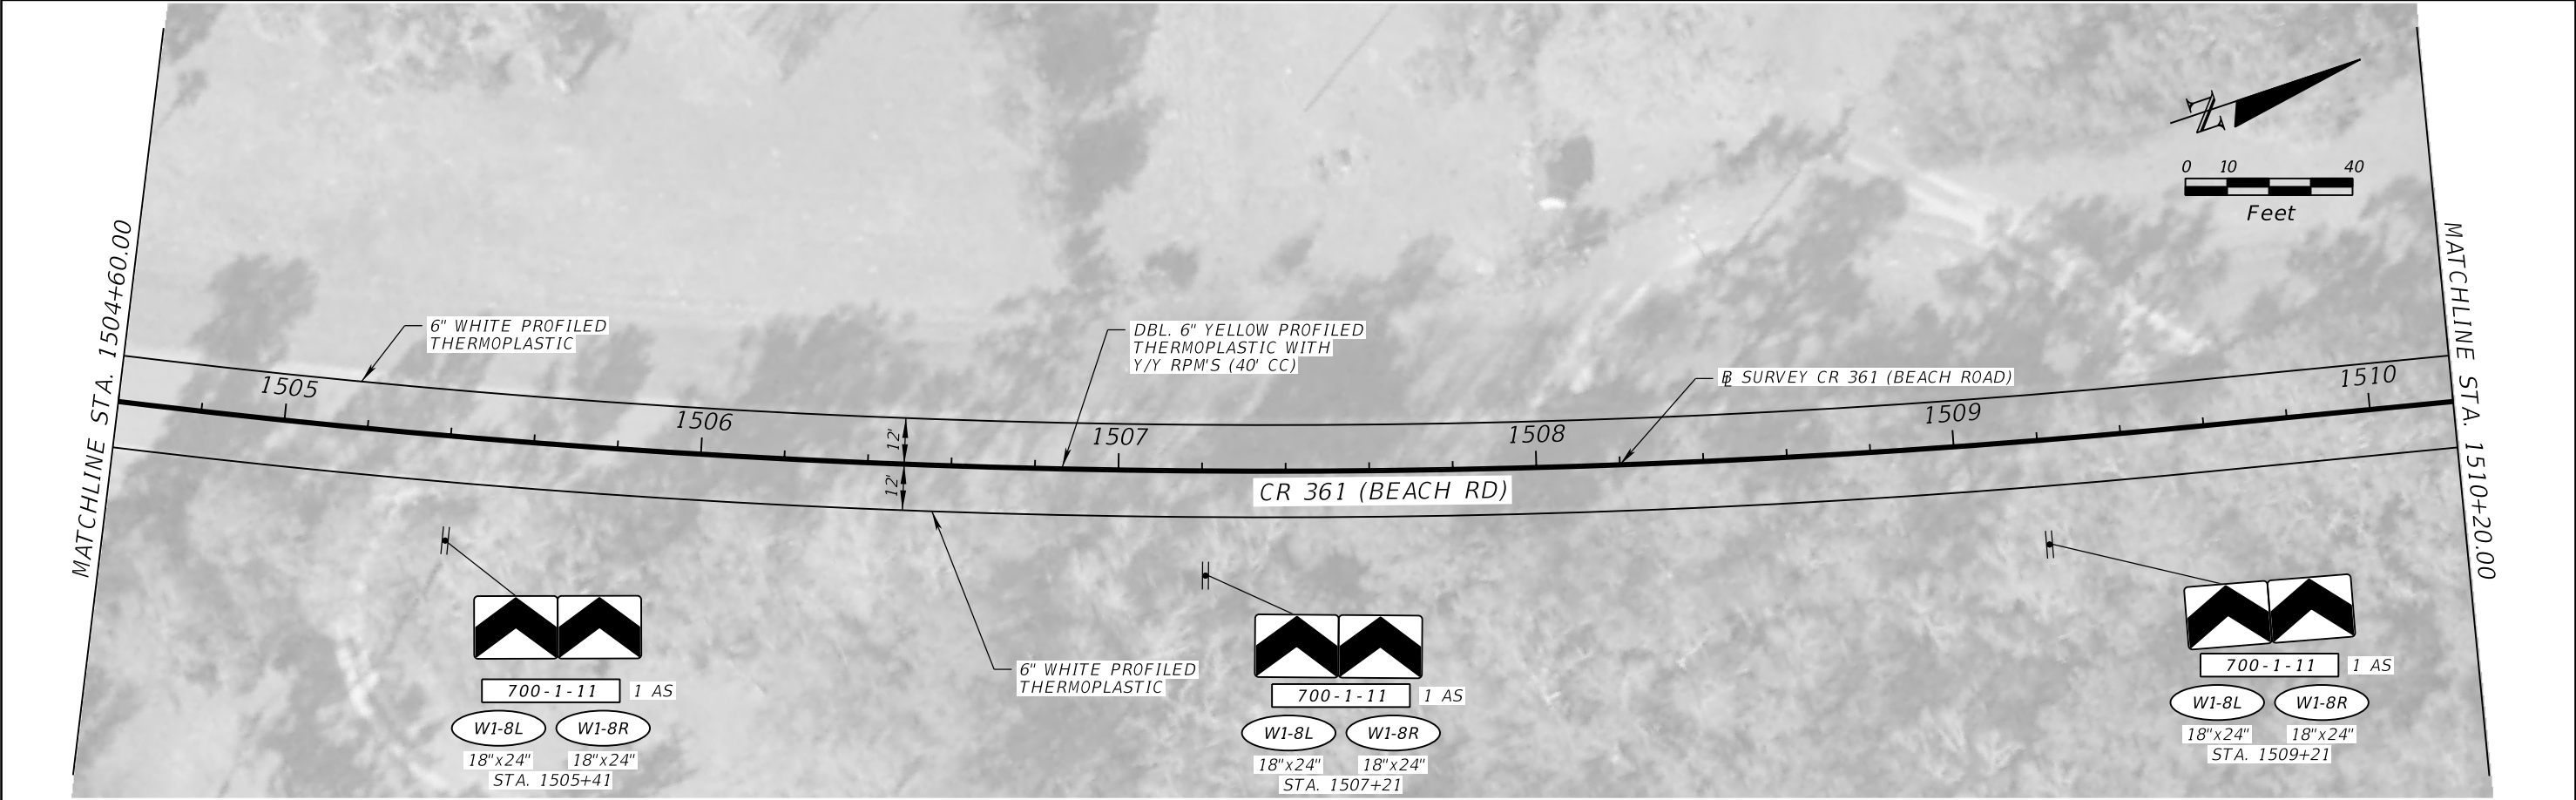 MATCHLINE STA. 1504+60.00
6" WHITE PROFILED
THERMOPLASTIC
DBL. 6" YELLOW PROFILED
THERMOPLASTIC WITH
Y/Y RPM'S (40' CC)
B SURVEY CR 361 (BEACH ROAD)
N
0 10 40
Feet
MATCHLINE STA. 1510+20.00
1505
1506
1507
1508
1509
1510
12'
12'
CR 361 (BEACH RD)
6" WHITE PROFILED
THERMOPLASTIC
700-1-11 1 AS
W1-8L W1-8R
18"x24" 18"x24"
STA. 1505+41
700-1-11 1 AS
W1-8L W1-8R
18"x24" 18"x24"
STA. 1507+21
700-1-11 1 AS
W1-8L W1-8R
18"x24" 18"x24"
STA. 1509+21